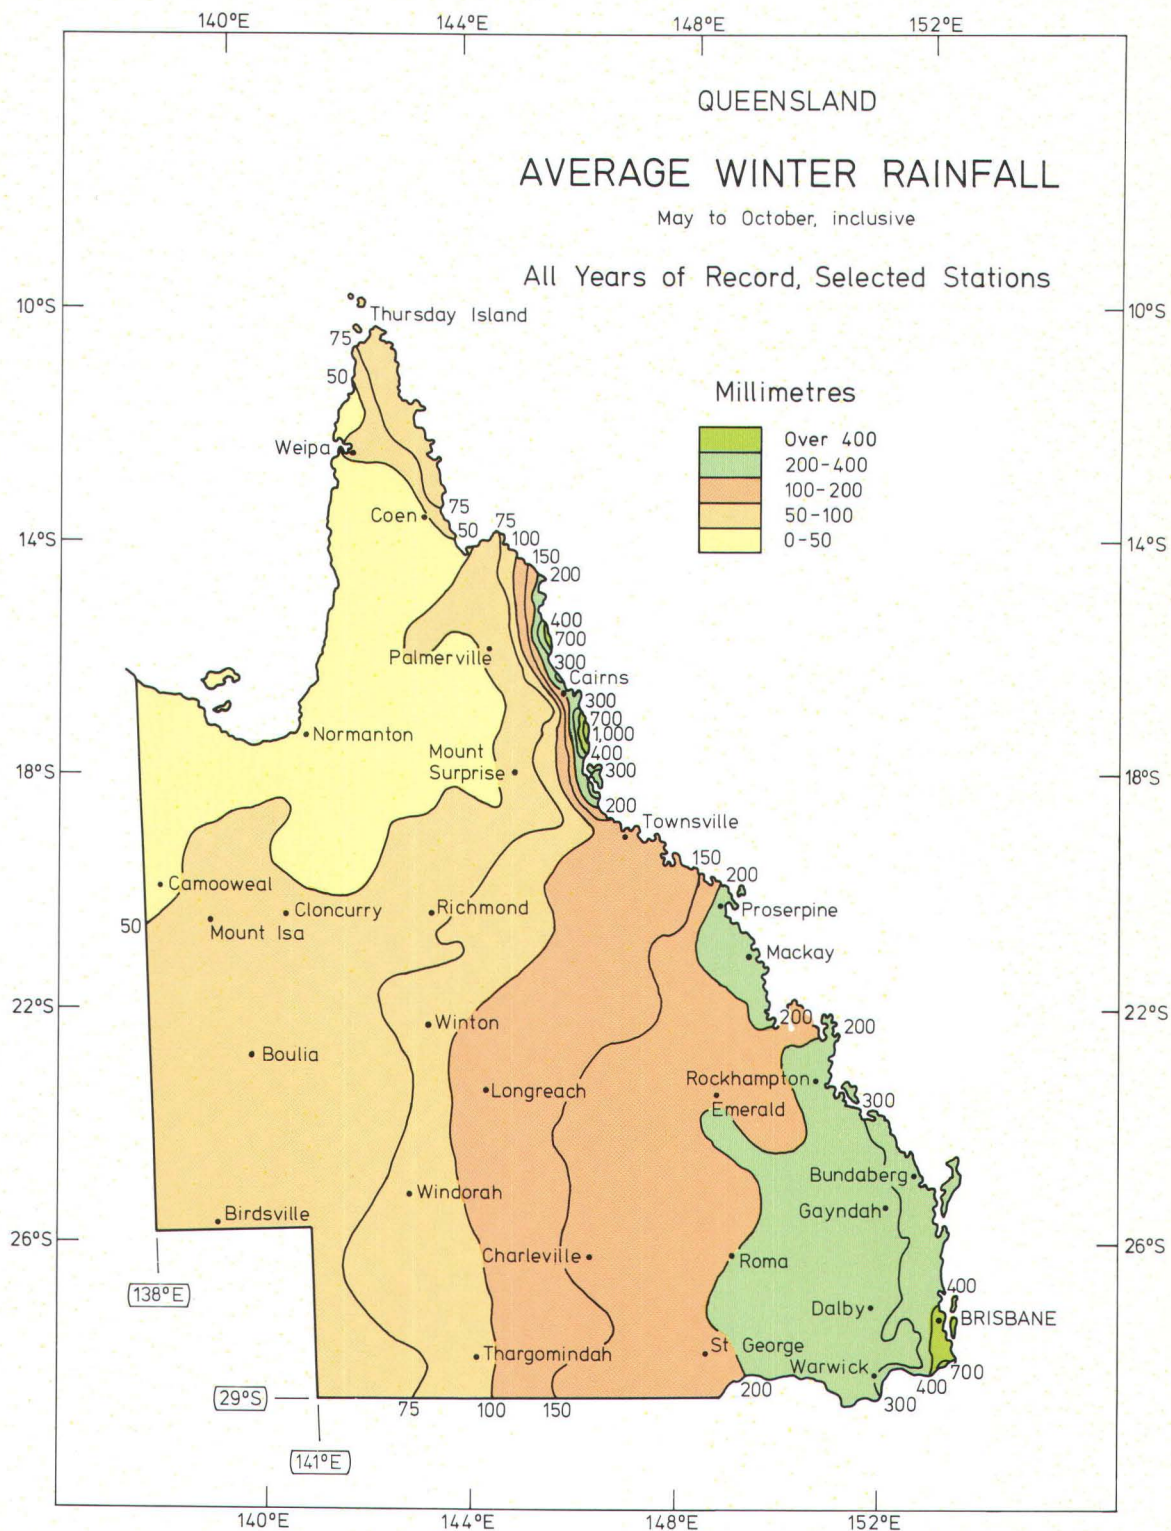 140°E 144°E 148°E 152°E
QUEENSLAND
AVERAGE WINTER RAINFALL
May to October, inclusive
All Years of Record, Selected Stations
10°S
10°S
Thursday Island
75
50
Millimetres
Over 400
200-400
100-200
50-100
0-50
Weipa
Coen
75
50
75
100
150
200
14°S
14°S
400
700
300
Palmerville
Cairns
300
700
1,000
400
300
200
Normanton
Mount
Surprise
18°S
18°S
Townsville
150
200
Camooweal
Cloncurry
Richmond
Proserpine
50
Mount Isa
Mackay
22°S
22°S
200
200
Winton
Boulia
Longreach
Rockhampton
Emerald
300
Bundaberg
Windorah
Gayndah
Birdsville
26°S
26°S
Charleville
Roma
138°E
400
Dalby
BRISBANE
St George
Thargomindah
Warwick
700
400
300
200
29°S
75 100 150
141°E
140°E 144°E 148°E 152°E